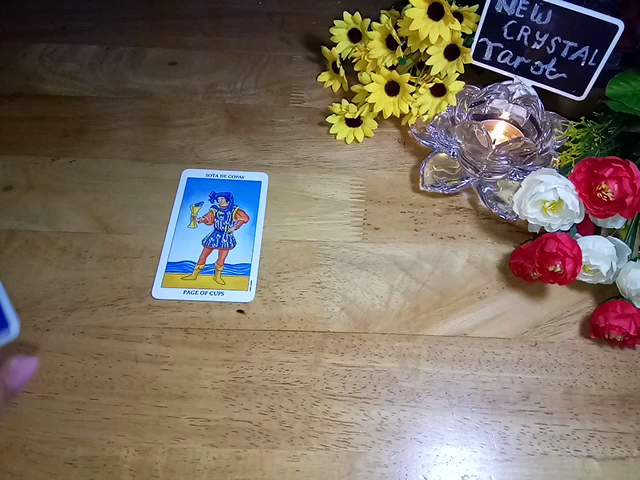 NEW
CRYSTAL
Tarot
SOTA DE COPAS
PAGE OF CUPS